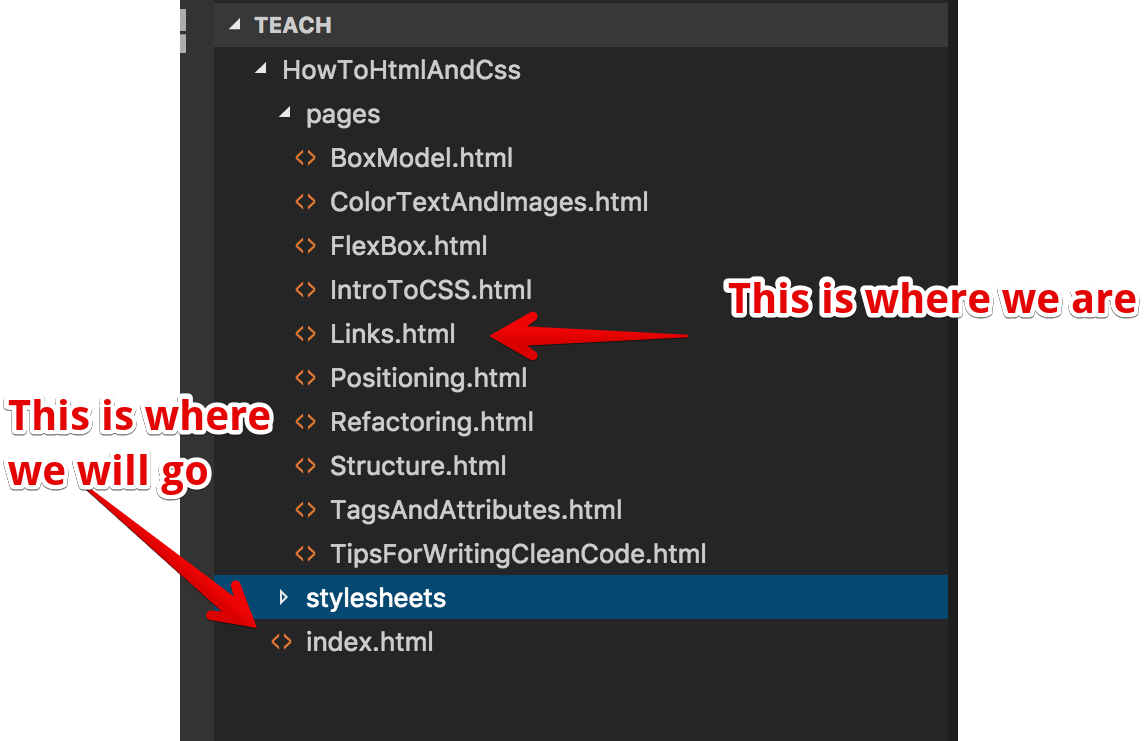 TEACH
HowToHtmlAndCss
pages
BoxModel.html
ColorTextAndImages.html
FlexBox.html
IntroToCSS.html
This is where we are
Links.html
Positioning.html
This is where
we will go
Refactoring.html
Structure.html
TagsAndAttributes.html
TipsForWritingCleanCode.html
stylesheets
index.html